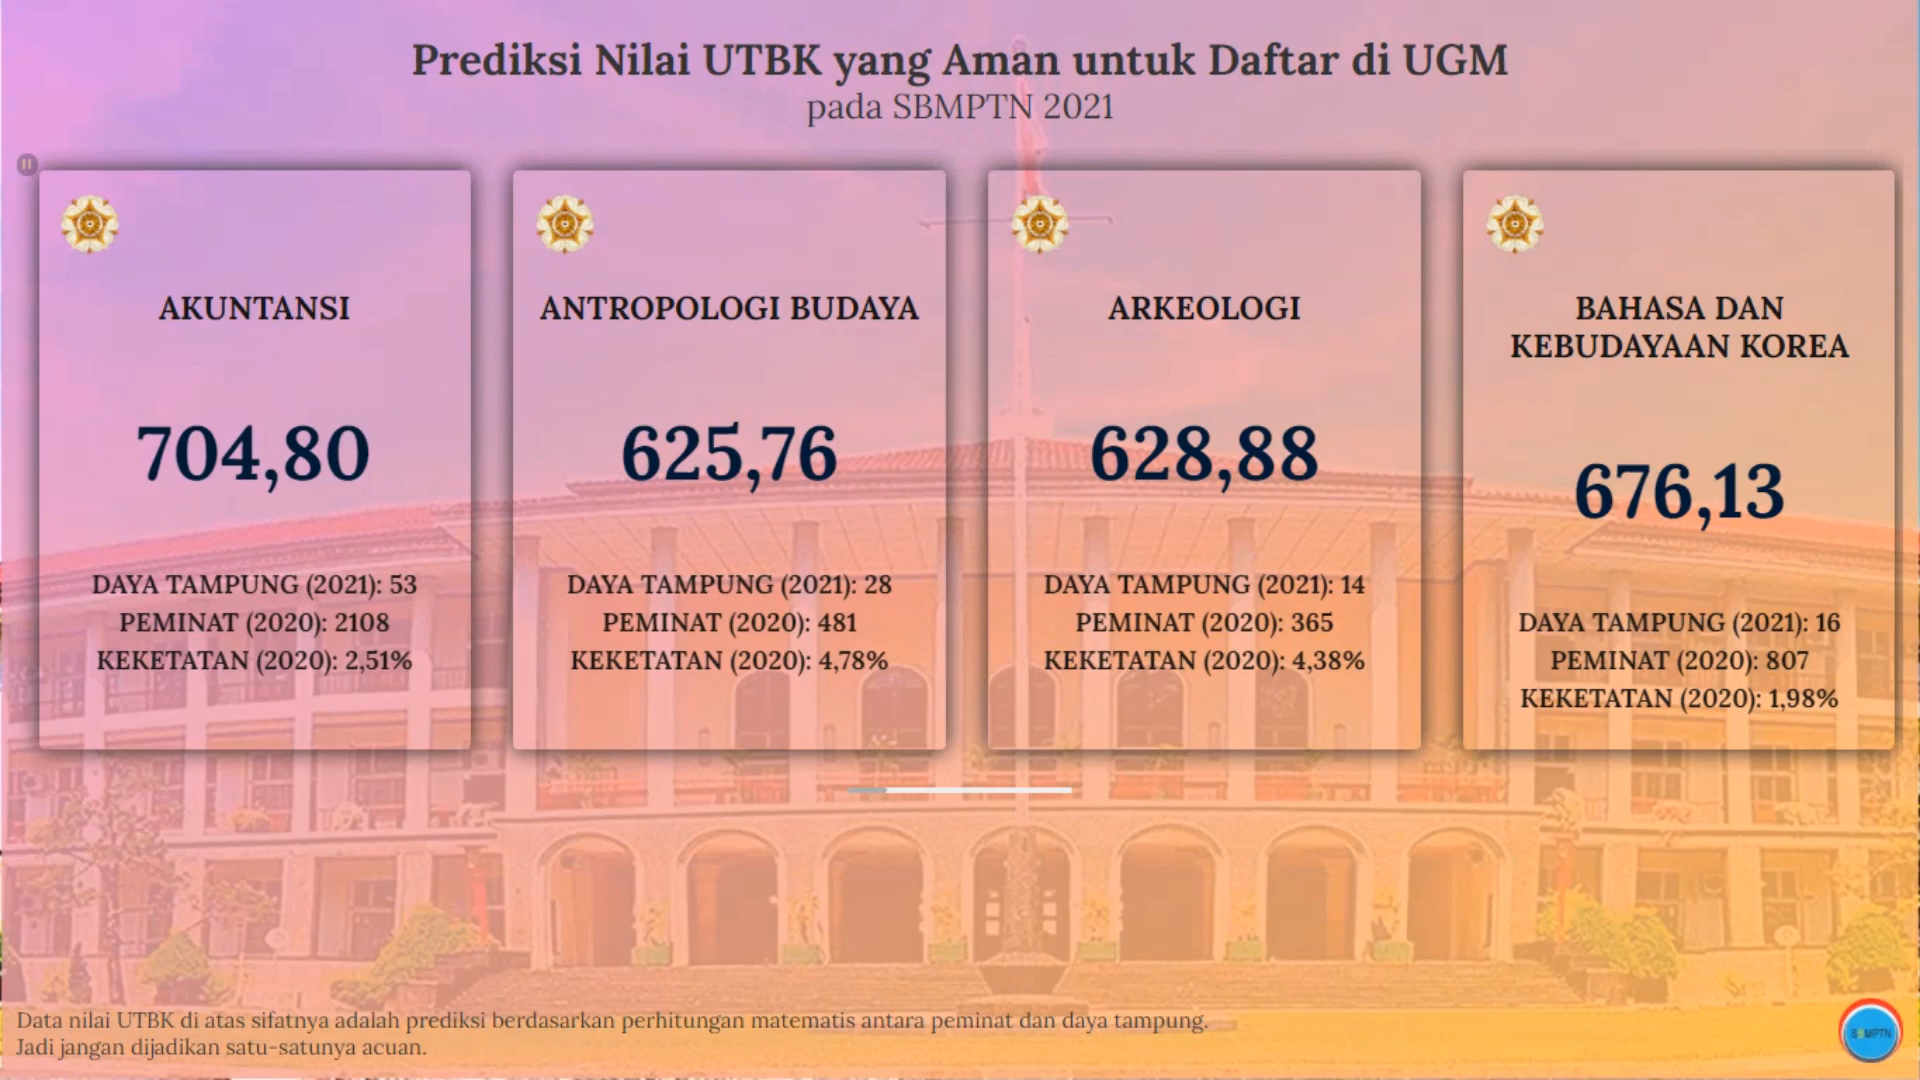 Prediksi Nilai UTBK yang Aman untuk Daftar di UGM
pada SBMPTN 2021
AKUNTANSI
704,80
DAYA TAMPUNG (2021): 53
PEMINAT (2020): 2108
KEKETATAN (2020): 2,51%
ANTROPOLOGI BUDAYA
625,76
DAYA TAMPUNG (2021): 28
PEMINAT (2020): 481
KEKETATAN (2020): 4,78%
ARKEOLOGI
628,88
DAYA TAMPUNG (2021): 14
PEMINAT (2020): 365
KEKETATAN (2020): 4,38%
BAHASA DAN
KEBUDAYAAN KOREA
676,13
DAYA TAMPUNG (2021): 16
PEMINAT (2020): 807
KEKETATAN (2020): 1,98%
Data nilai UTBK di atas sifatnya adalah prediksi berdasarkan perhitungan matematis antara peminat dan daya tampung.
Jadi jangan dijadikan satu-satunya acuan.
SBMPTN